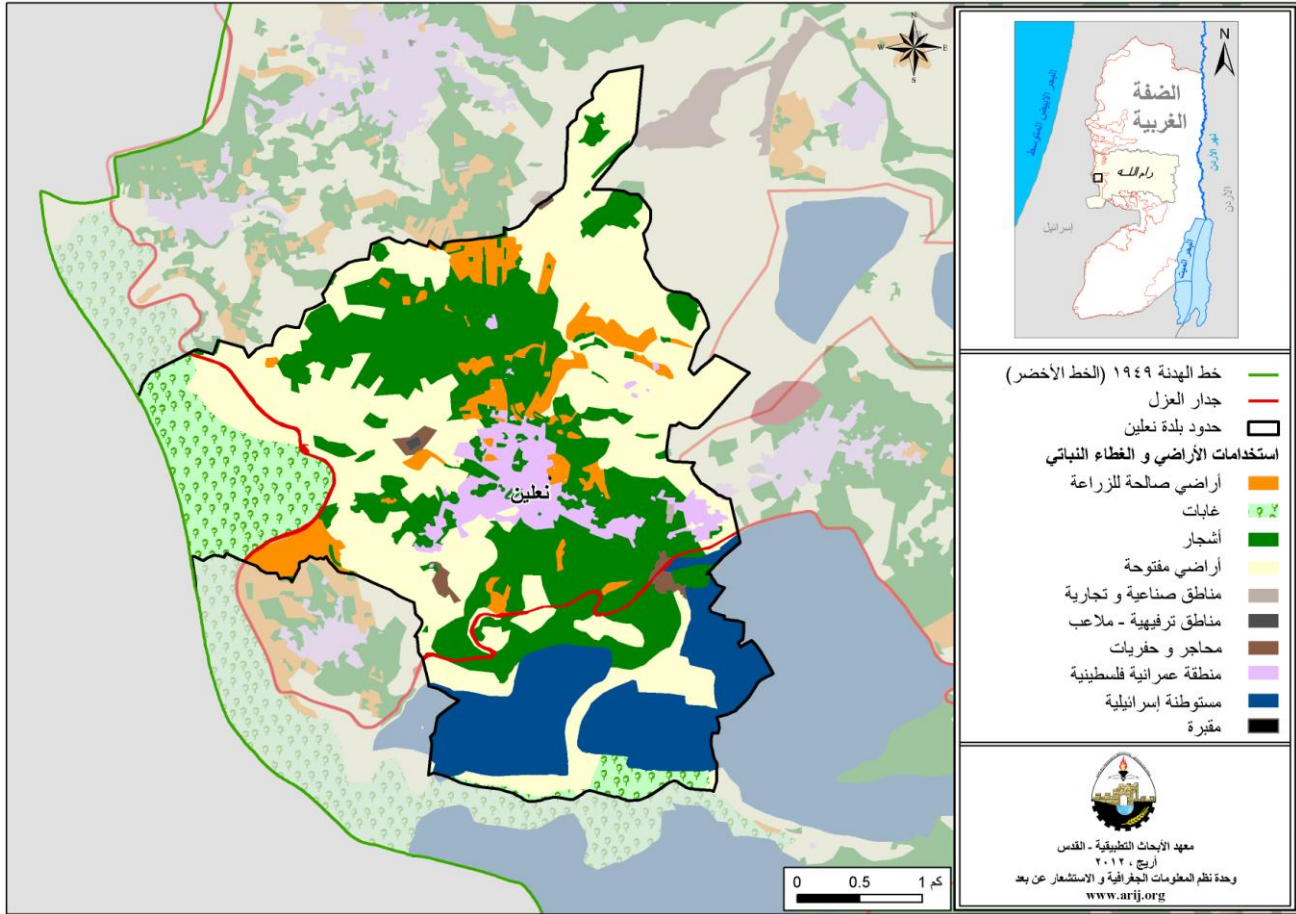 N
W
E
S
نعلين
0 0.5 1 كم
N
البحر الأبيض المتوسط
الضفة
الغربية
نهر الأردن
رام الله
الأردن
إسرائيل
البحر الميت
خط الهدنة ١٩٤٩ (الخط الأخضر)
جدار العزل
حدود بلدة نعلين
استخدامات الأراضي و الغطاء النباتي
أراضي صالحة للزراعة
غابات
أشجار
أراضي مفتوحة
مناطق صناعية و تجارية
مناطق ترفيهية - ملاعب
محاجر و حفريات
منطقة عمرانية فلسطينية
مستوطنة إسرائيلية
مقبرة
معهد الأبحاث التطبيقية - القدس
أريج ، ٢٠١٢
وحدة نظم المعلومات الجغرافية و الاستشعار عن بعد
www.arij.org